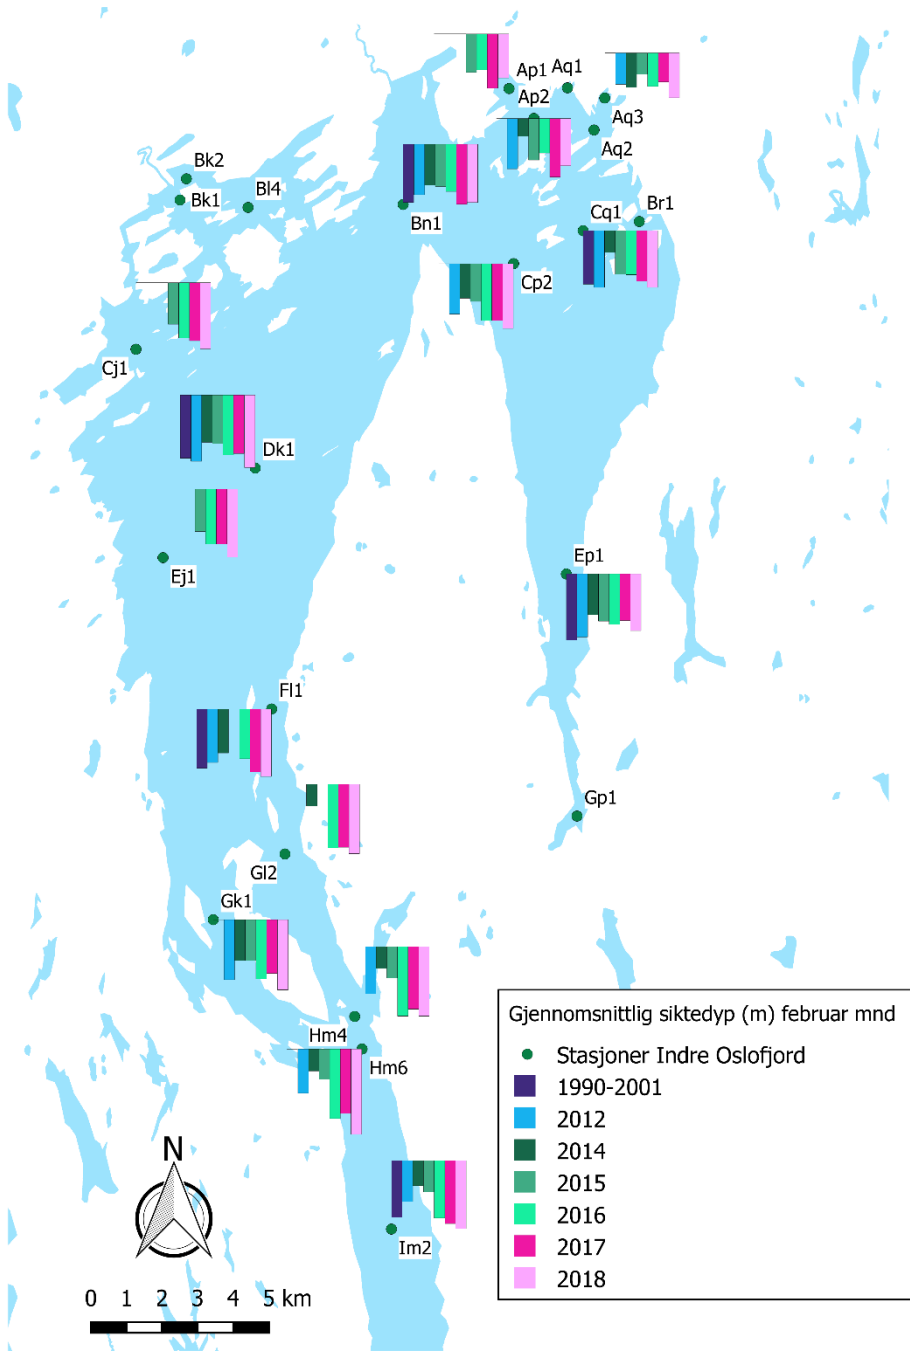 Ap1
Aq1
Ap2
Aq3
Aq2
Bk2
Bk1
Bl4
Bn1
Cq1
Br1
Cp2
Cj1
Dk1
Ej1
Ep1
Fl1
Gp1
Gl2
Gk1
Hm4
Hm6
Im2
Gjennomsnittlig siktedyp (m) februar mnd
Stasjoner Indre Oslofjord
1990-2001
2012
2014
2015
2016
2017
2018
N
0 1 2 3 4 5 km